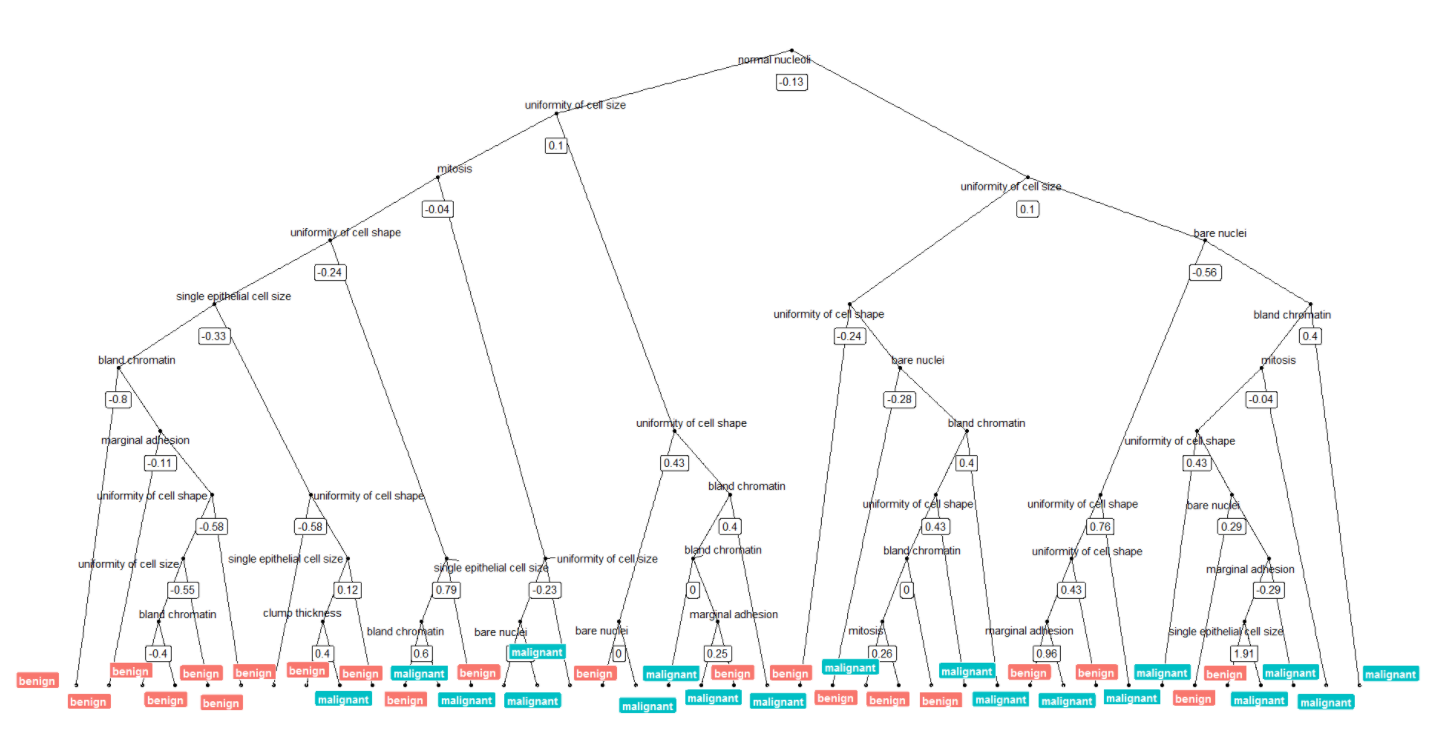 normal nucleoli
-0.13
uniformity of cell size
0.1
mitosis
uniformity of cell size
-0.04
0.1
uniformity of cell shape
bare nuclei
-0.24
-0.56
single epithelial cell size
uniformity of cell shape
bland chromatin
-0.33
-0.24
0.4
bland chromatin
bare nuclei
mitosis
-0.8
-0.28
-0.04
marginal adhesion
uniformity of cell shape
bland chromatin
uniformity of cell shape
-0.11
0.43
0.4
0.43
uniformity of cell shape
uniformity of cell shape
bland chromatin
uniformity of cell shape
uniformity of cell shape
bare nuclei
-0.58
-0.58
0.4
0.43
0.76
0.29
uniformity of cell size
single epithelial cell size
single epithelial cell size
uniformity of cell size
bland chromatin
bland chromatin
uniformity of cell shape
marginal adhesion
-0.55
0.12
0.79
-0.23
0
0
0.43
-0.29
bland chromatin
clump thickness
bland chromatin
bare nuclei
bare nuclei
marginal adhesion
mitosis
marginal adhesion
single epithelial cell size
-0.4
0.4
0.6
0
0.25
0.26
0.96
1.91
benign
benign
benign
benign
benign
benign
benign
benign
benign
malignant
benign
malignant
benign
malignant
benign
malignant
malignant
benign
malignant
malignant
malignant
benign
malignant
benign
benign
malignant
benign
benign
malignant
malignant
benign
malignant
benign
malignant
malignant
benign
benign
malignant
malignant
malignant
malignant